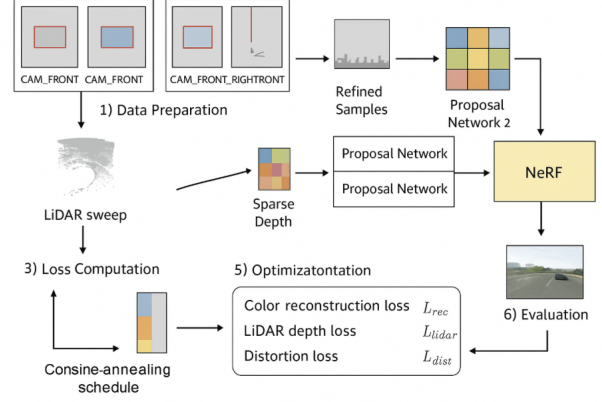 CAM_FRONT
CAM_FRONT
CAM_FRONT_RIGHTRONT
1) Data Preparation
Refined
Samples
Proposal
Network 2
LiDAR sweep
Sparse
Depth
Proposal Network
Proposal Network
NeRF
3) Loss Computation
5) Optimizatontation
Color reconstruction loss L_rec
LiDAR depth loss L_lidar
Distortion loss L_dist
6) Evaluation
Consine-annealing
schedule